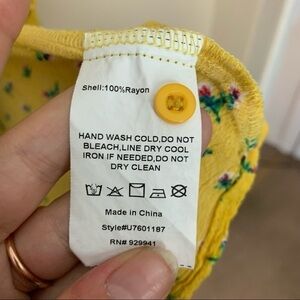 Shell:100%Rayon
HAND WASH COLD,DO NOT
BLEACH,LINE DRY COOL
IRON IF NEEDED,DO NOT
DRY CLEAN
Made in China
Style#U7601187
RN# 929941